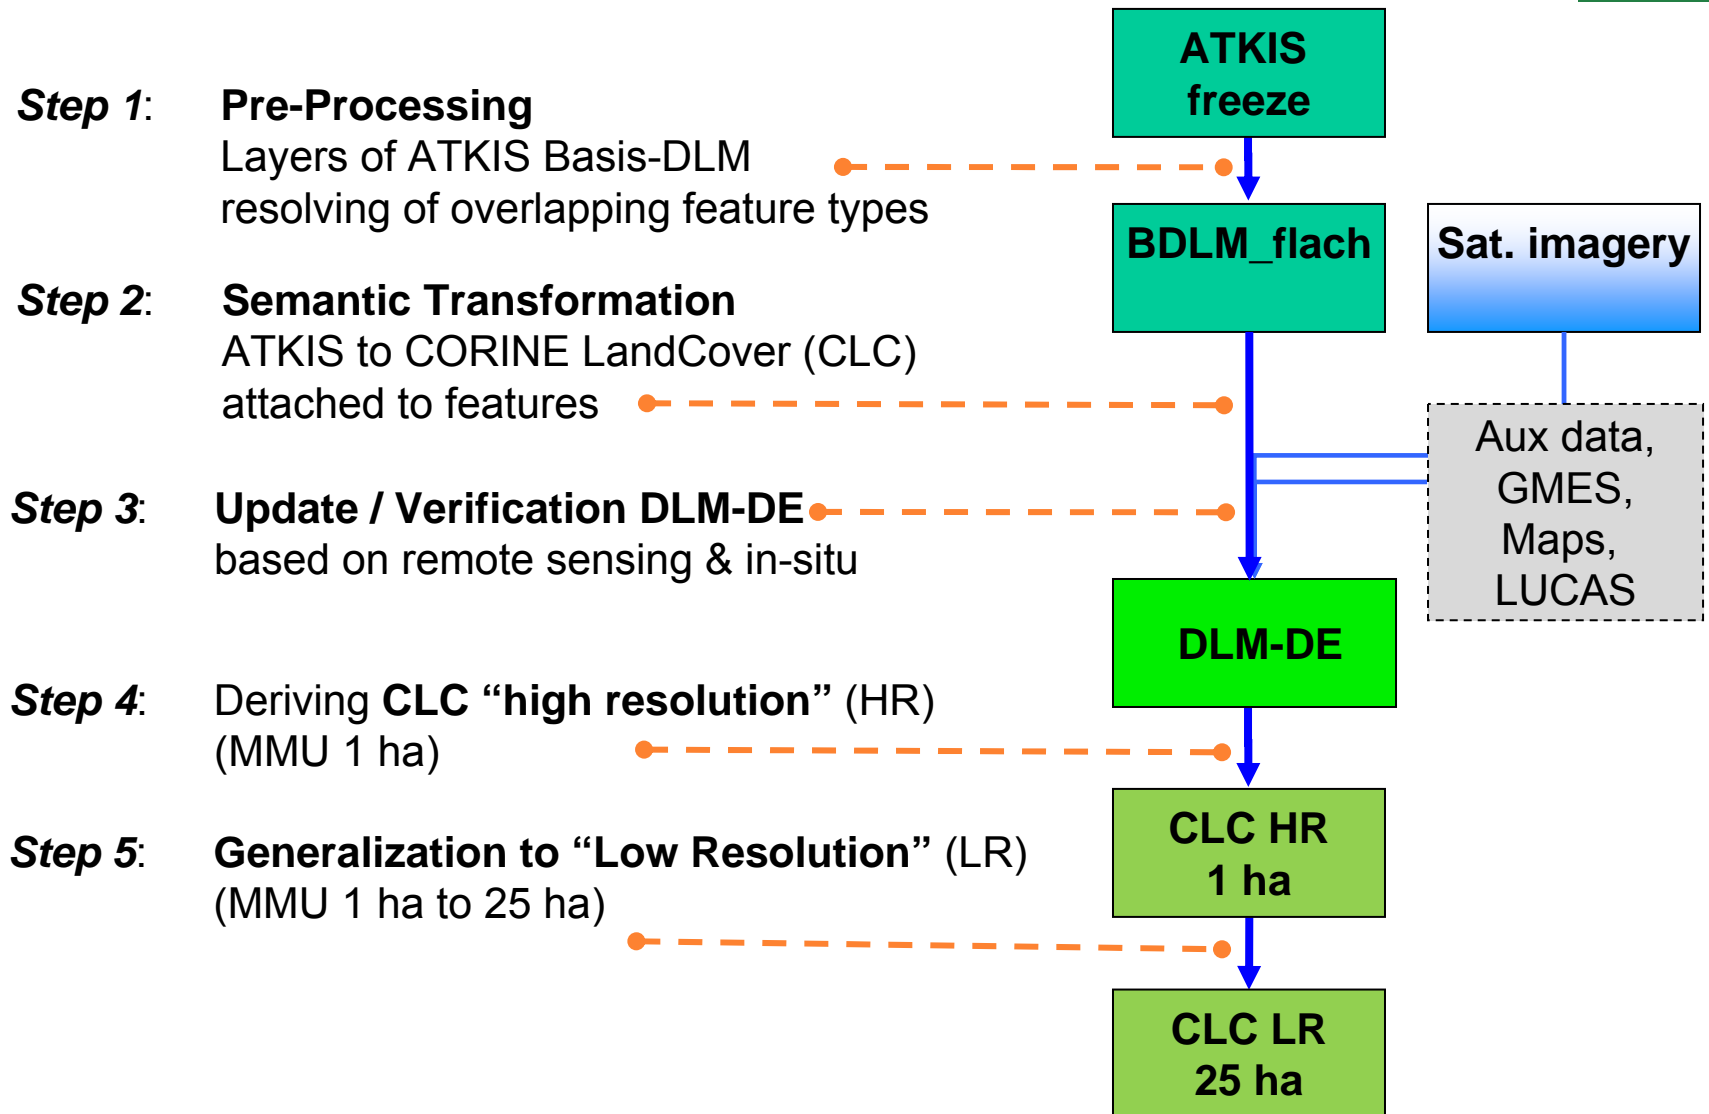 Step 1: Pre-Processing
Layers of ATKIS Basis-DLM
resolving of overlapping feature types
Step 2: Semantic Transformation
ATKIS to CORINE LandCover (CLC)
attached to features
Step 3: Update / Verification DLM-DE
based on remote sensing & in-situ
Step 4: Deriving CLC “high resolution” (HR)
(MMU 1 ha)
Step 5: Generalization to “Low Resolution” (LR)
(MMU 1 ha to 25 ha)
ATKIS
freeze
BDLM_flach
Sat. imagery
Aux data,
GMES,
Maps,
LUCAS
DLM-DE
CLC HR
1 ha
CLC LR
25 ha